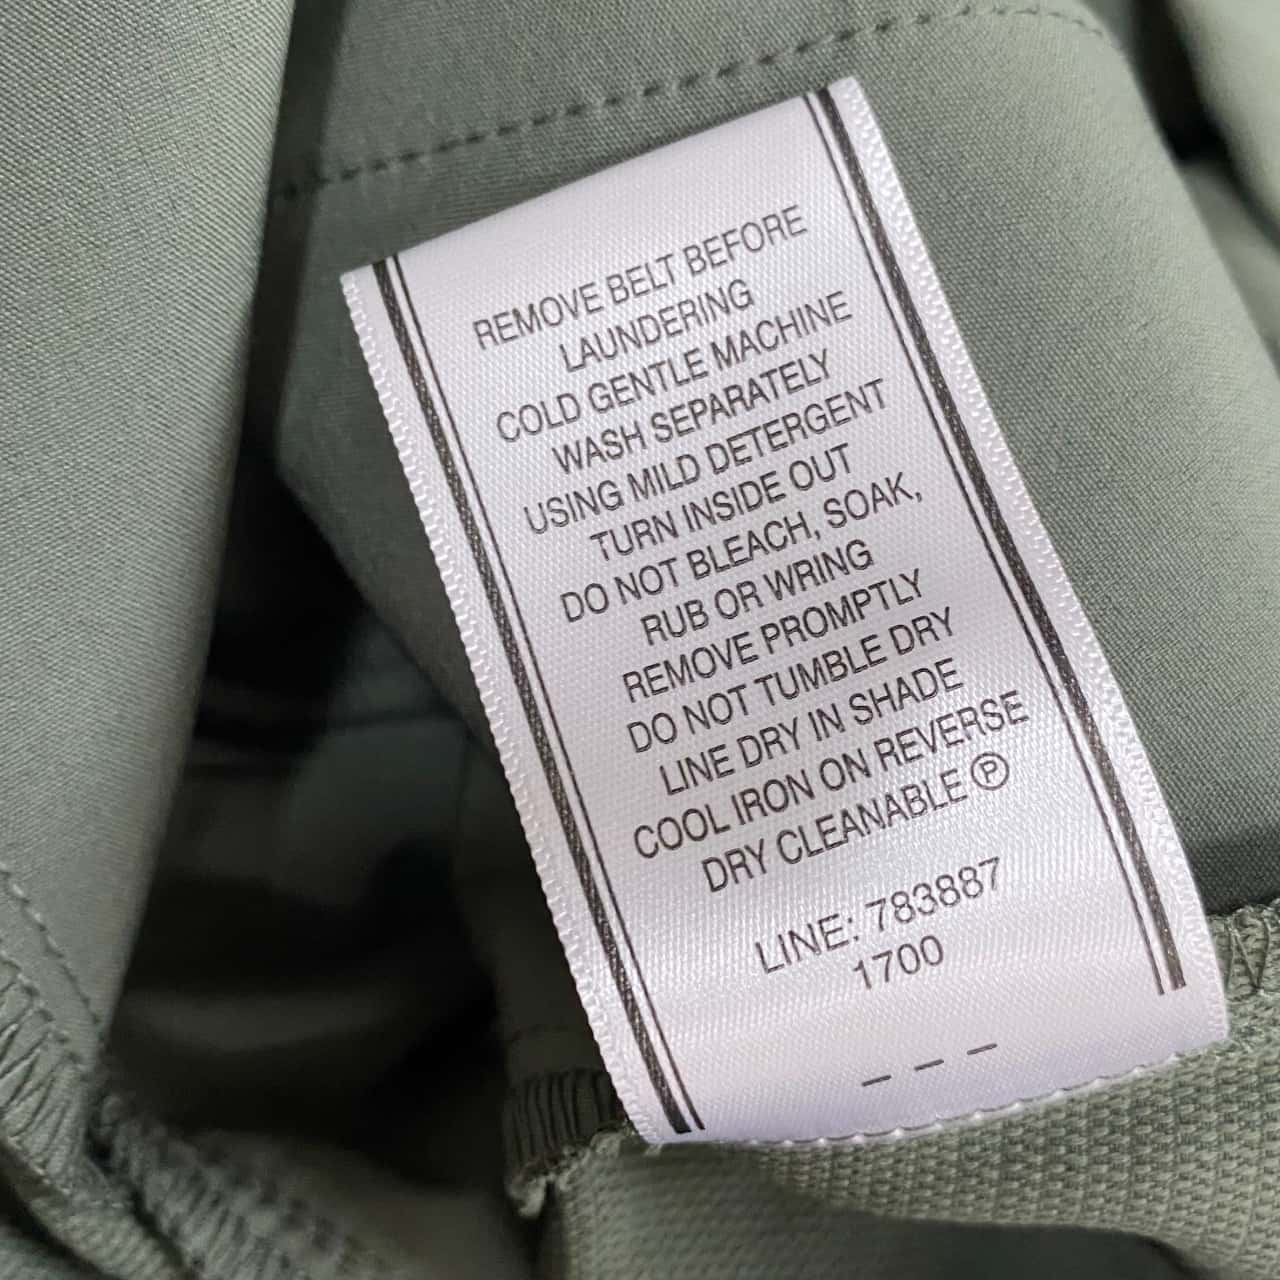 REMOVE BELT BEFORE
LAUNDERING
COLD GENTLE MACHINE
WASH SEPARATELY
USING MILD DETERGENT
TURN INSIDE OUT
DO NOT BLEACH, SOAK,
RUB OR WRING
REMOVE PROMPTLY
DO NOT TUMBLE DRY
LINE DRY IN SHADE
COOL IRON ON REVERSE
DRY CLEANABLE Ⓟ
LINE: 783887
1700
– – –